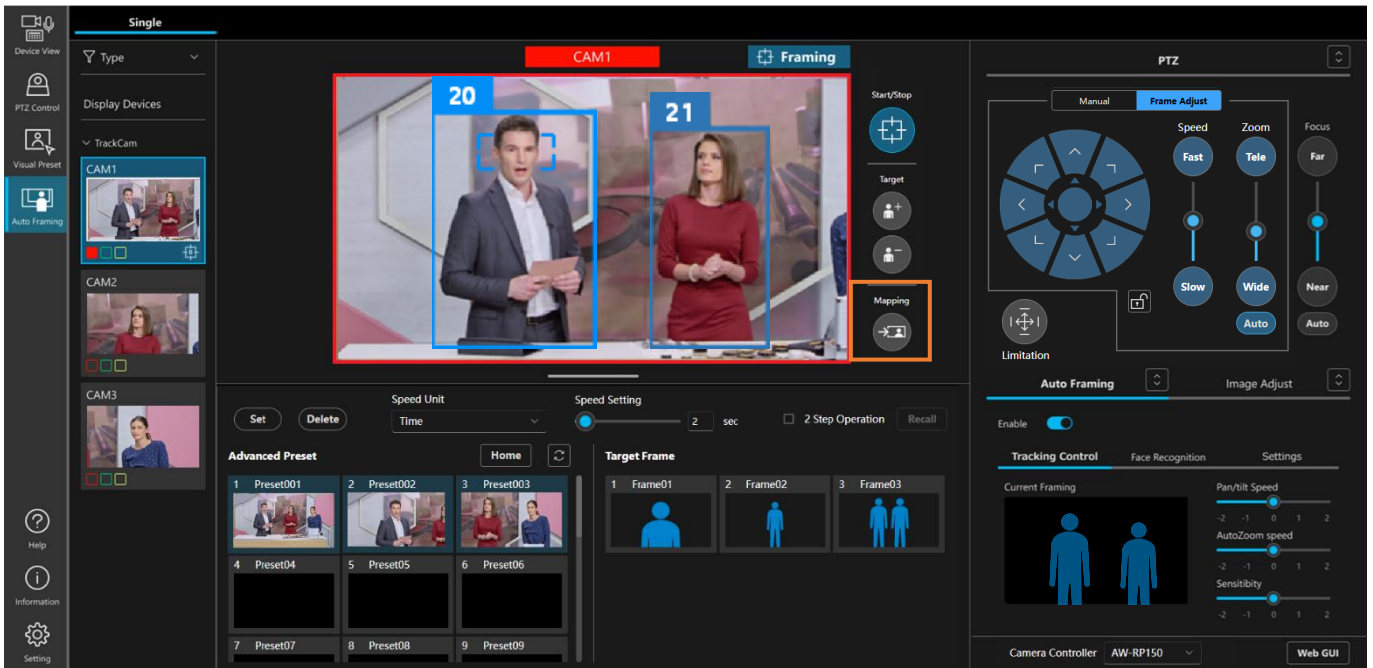 Single
Device View
PTZ Control
Visual Preset
Auto Framing
Help
Information
Setting
Type
Display Devices
TrackCam
CAM1
CAM2
CAM3
CAM1
Framing
20
21
Start/Stop
Target
Mapping
Set
Delete
Speed Unit
Time
Speed Setting
2 sec
2 Step Operation
Recall
Advanced Preset
Home
1 Preset001
2 Preset002
3 Preset003
4 Preset04
5 Preset05
6 Preset06
7 Preset07
8 Preset08
9 Preset09
Target Frame
1 Frame01
2 Frame02
3 Frame03
PTZ
Manual
Frame Adjust
Speed
Zoom
Focus
Fast
Tele
Far
Slow
Wide
Near
Auto
Auto
Limitation
Auto Framing
Image Adjust
Enable
Tracking Control
Face Recognition
Settings
Current Framing
Pan/tilt Speed
-2 -1 0 1 2
AutoZoom speed
-2 -1 0 1 2
Sensitibity
-2 -1 0 1 2
Camera Controller
AW-RP150
Web GUI